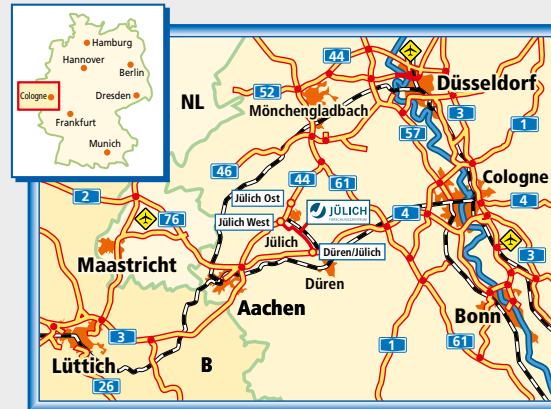 Hamburg
Hannover
Berlin
Cologne
Dresden
Frankfurt
Munich
44
Düsseldorf
52
NL
Mönchengladbach
3
1
57
46
44
61
Jülich Ost
Cologne
JÜLICH
FORSCHUNGSZENTRUM
2
76
Jülich West
4
4
Jülich
Düren/Jülich
3
Maastricht
Düren
Aachen
Bonn
3
1
61
Lüttich
B
26